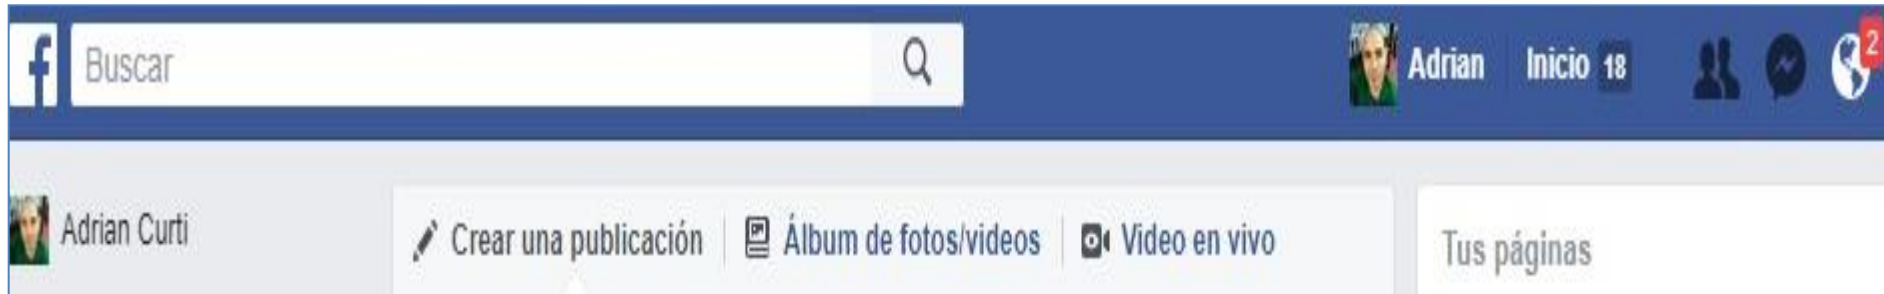 f Buscar Adrian Inicio 18 2
Adrian Curti Crear una publicación Álbum de fotos/videos Video en vivo Tus páginas